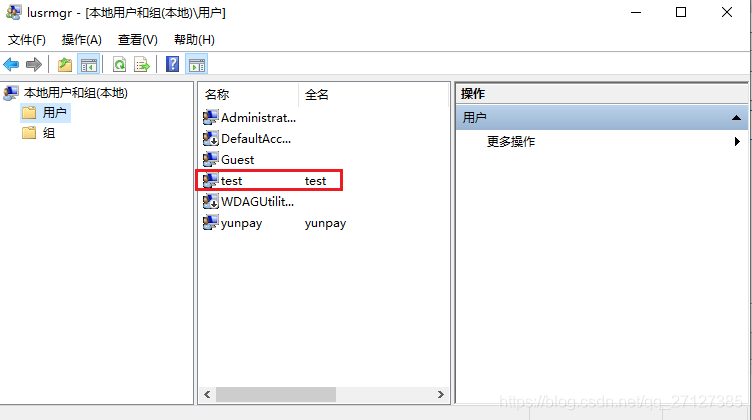 lusrmgr - [本地用户和组(本地)\用户]
文件(F) 操作(A) 查看(V) 帮助(H)
本地用户和组(本地)
用户
组
名称 全名
Administrat...
DefaultAcc...
Guest
test test
WDAGUtilit...
yunpay yunpay
操作
用户
更多操作
https://blog.csdn.net/qq_27127385